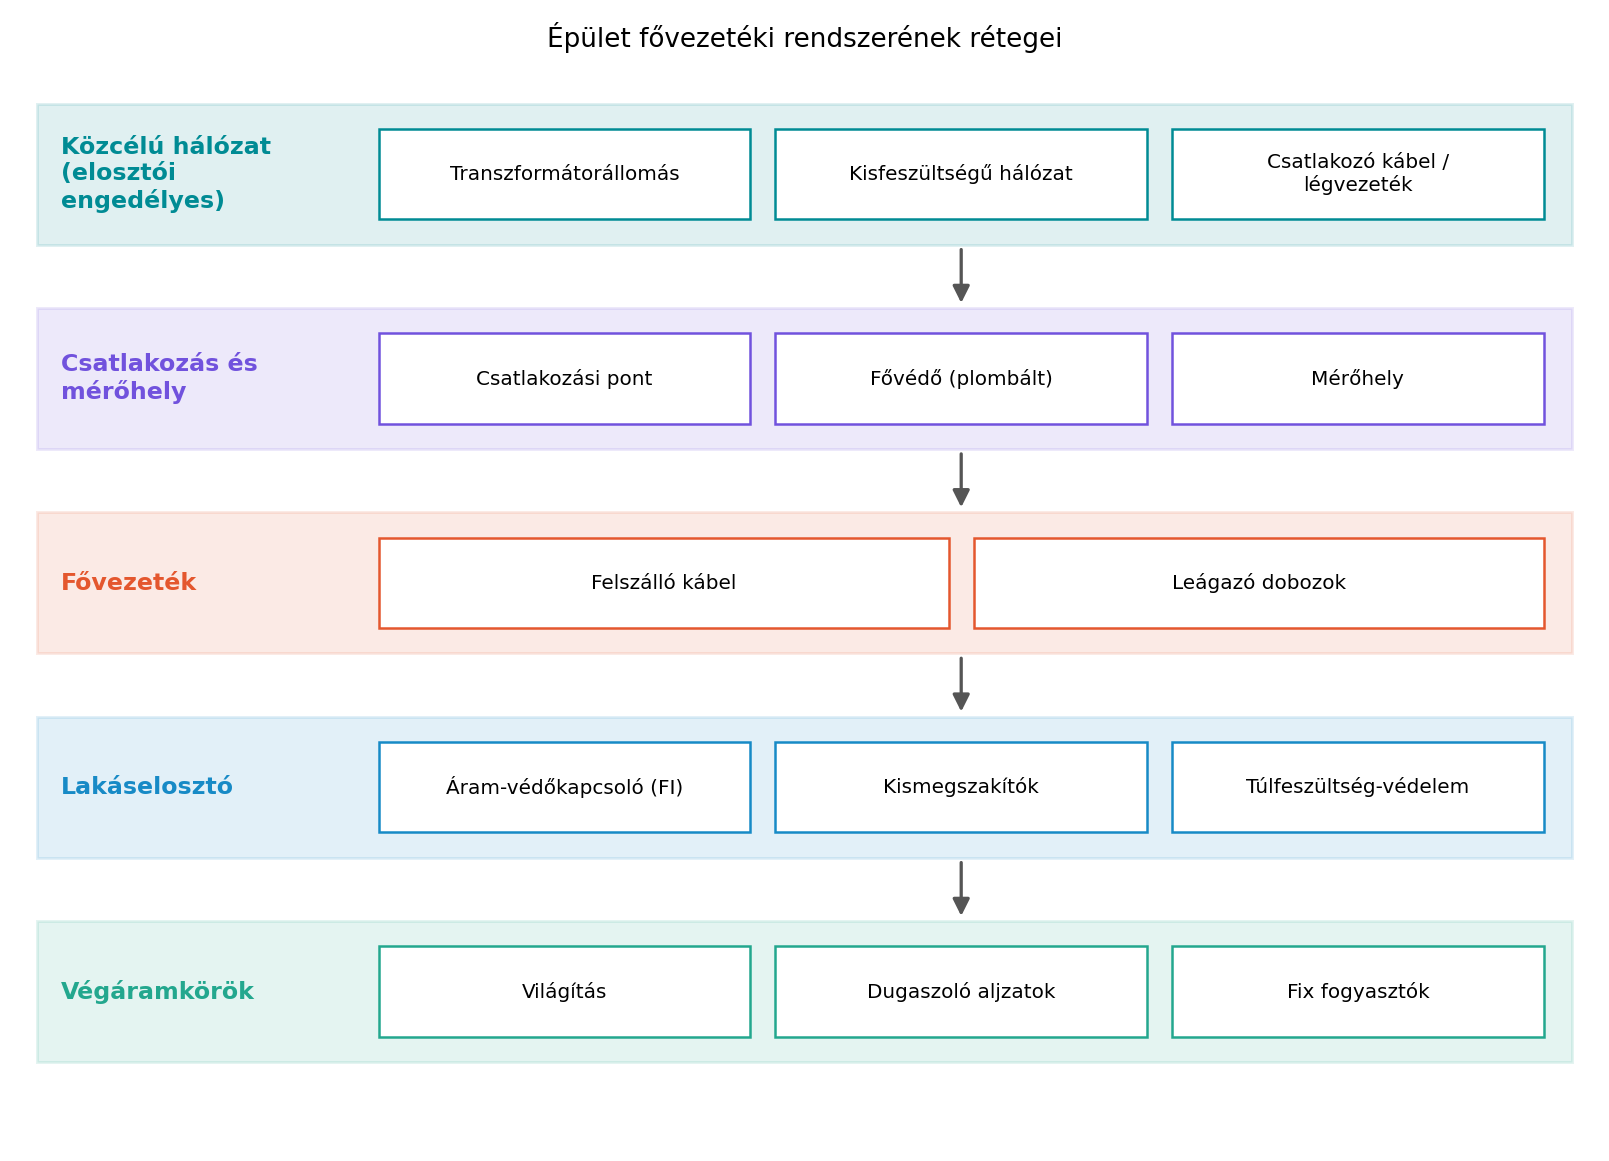 Épület fővezetéki rendszerének rétegei
Közcélú hálózat
(elosztói
engedélyes)
Transzformátorállomás
Kisfeszültségű hálózat
Csatlakozó kábel /
légvezeték
Csatlakozás és
mérőhely
Csatlakozási pont
Fővédő (plombált)
Mérőhely
Fővezeték
Felszálló kábel
Leágazó dobozok
Lakáselosztó
Áram-védőkapcsoló (FI)
Kismegszakítók
Túlfeszültség-védelem
Végáramkörök
Világítás
Dugaszoló aljzatok
Fix fogyasztók